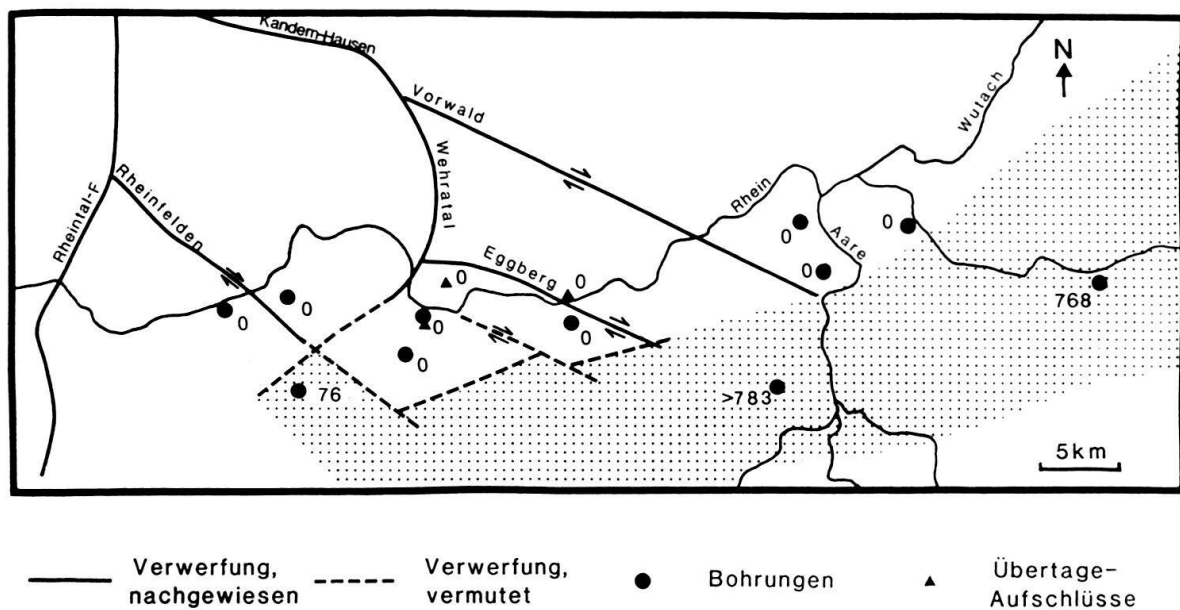 Kandern-Hausen
N
Vorwald
Wutach
Wehratal
Rheinfelden
Rheintal-F
Rhein
Aare
Eggberg
0
0
0
0
0
0
0
0
0
0
768
76
>783
5km
Verwerfung,
nachgewiesen
Verwerfung,
vermutet
Bohrungen
Übertage-
Aufschlüsse